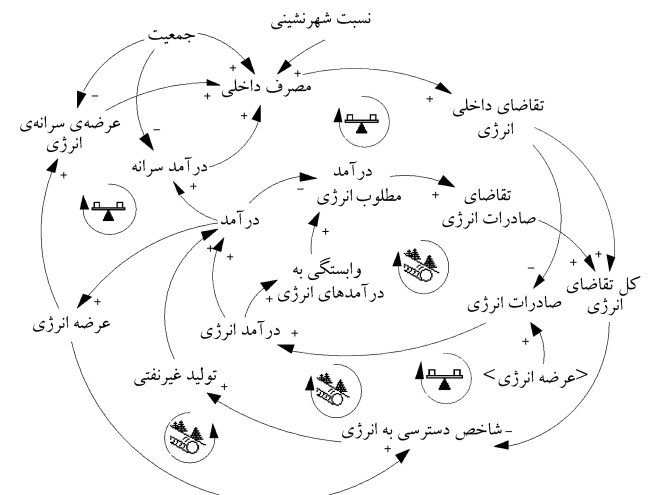 نسبت شهرنشینی
جمعیت
+
+
مصرف داخلی
+
+
–
عرضه‌ی سرانه‌ی
انرژی
+
تقاضای داخلی
انرژی
+
–
درآمد سرانه
+
درآمد
مطلوب انرژی
–
+
+
تقاضای
صادرات انرژی
+
درآمد
+
+
وابستگی به
درآمدهای انرژی
+
–
+
+
کل تقاضای
انرژی
صادرات انرژی
+
عرضه انرژی
+
درآمد انرژی
+
<عرضه انرژی>
تولید غیرنفتی
+
شاخص دسترسی به انرژی
–
+